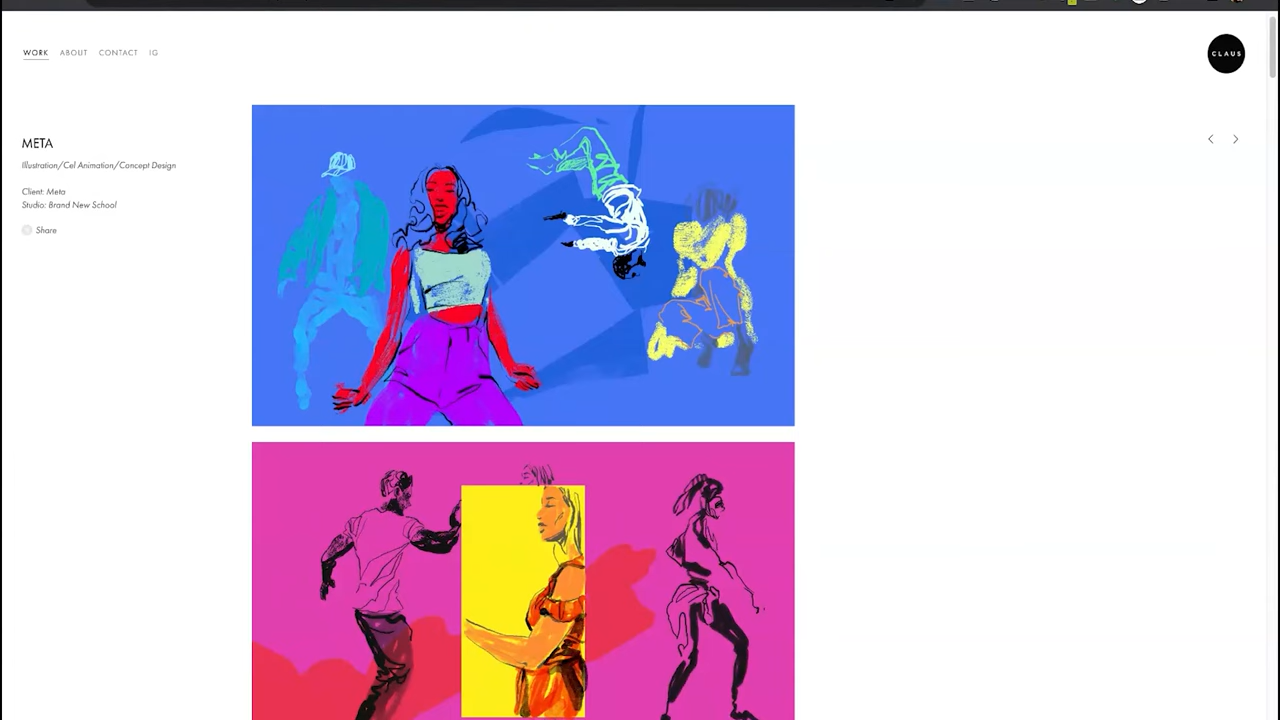 WORK ABOUT CONTACT IG
CLAUS
META
Illustration/Cel Animation/Concept Design
Client: Meta
Studio: Brand New School
Share